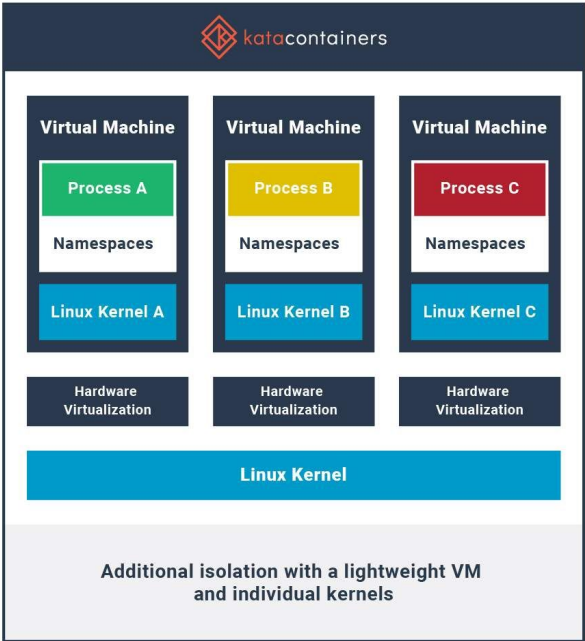 katacontainers
Virtual Machine
Process A
Namespaces
Linux Kernel A
Hardware
Virtualization
Virtual Machine
Process B
Namespaces
Linux Kernel B
Hardware
Virtualization
Virtual Machine
Process C
Namespaces
Linux Kernel C
Hardware
Virtualization
Linux Kernel
Additional isolation with a lightweight VM
and individual kernels